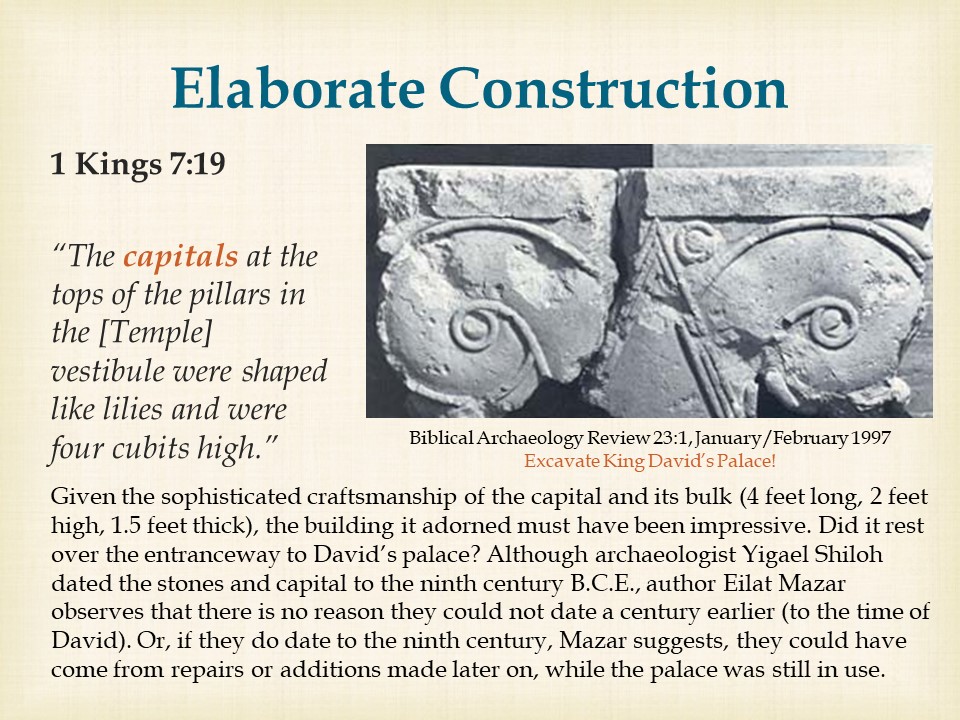 Elaborate Construction
1 Kings 7:19
“The capitals at the
tops of the pillars in
the [Temple]
vestibule were shaped
like lilies and were
four cubits high.”
Biblical Archaeology Review 23:1, January/February 1997
Excavate King David’s Palace!
Given the sophisticated craftsmanship of the capital and its bulk (4 feet long, 2 feet
high, 1.5 feet thick), the building it adorned must have been impressive. Did it rest
over the entranceway to David’s palace? Although archaeologist Yigael Shiloh
dated the stones and capital to the ninth century B.C.E., author Eilat Mazar
observes that there is no reason they could not date a century earlier (to the time of
David). Or, if they do date to the ninth century, Mazar suggests, they could have
come from repairs or additions made later on, while the palace was still in use.